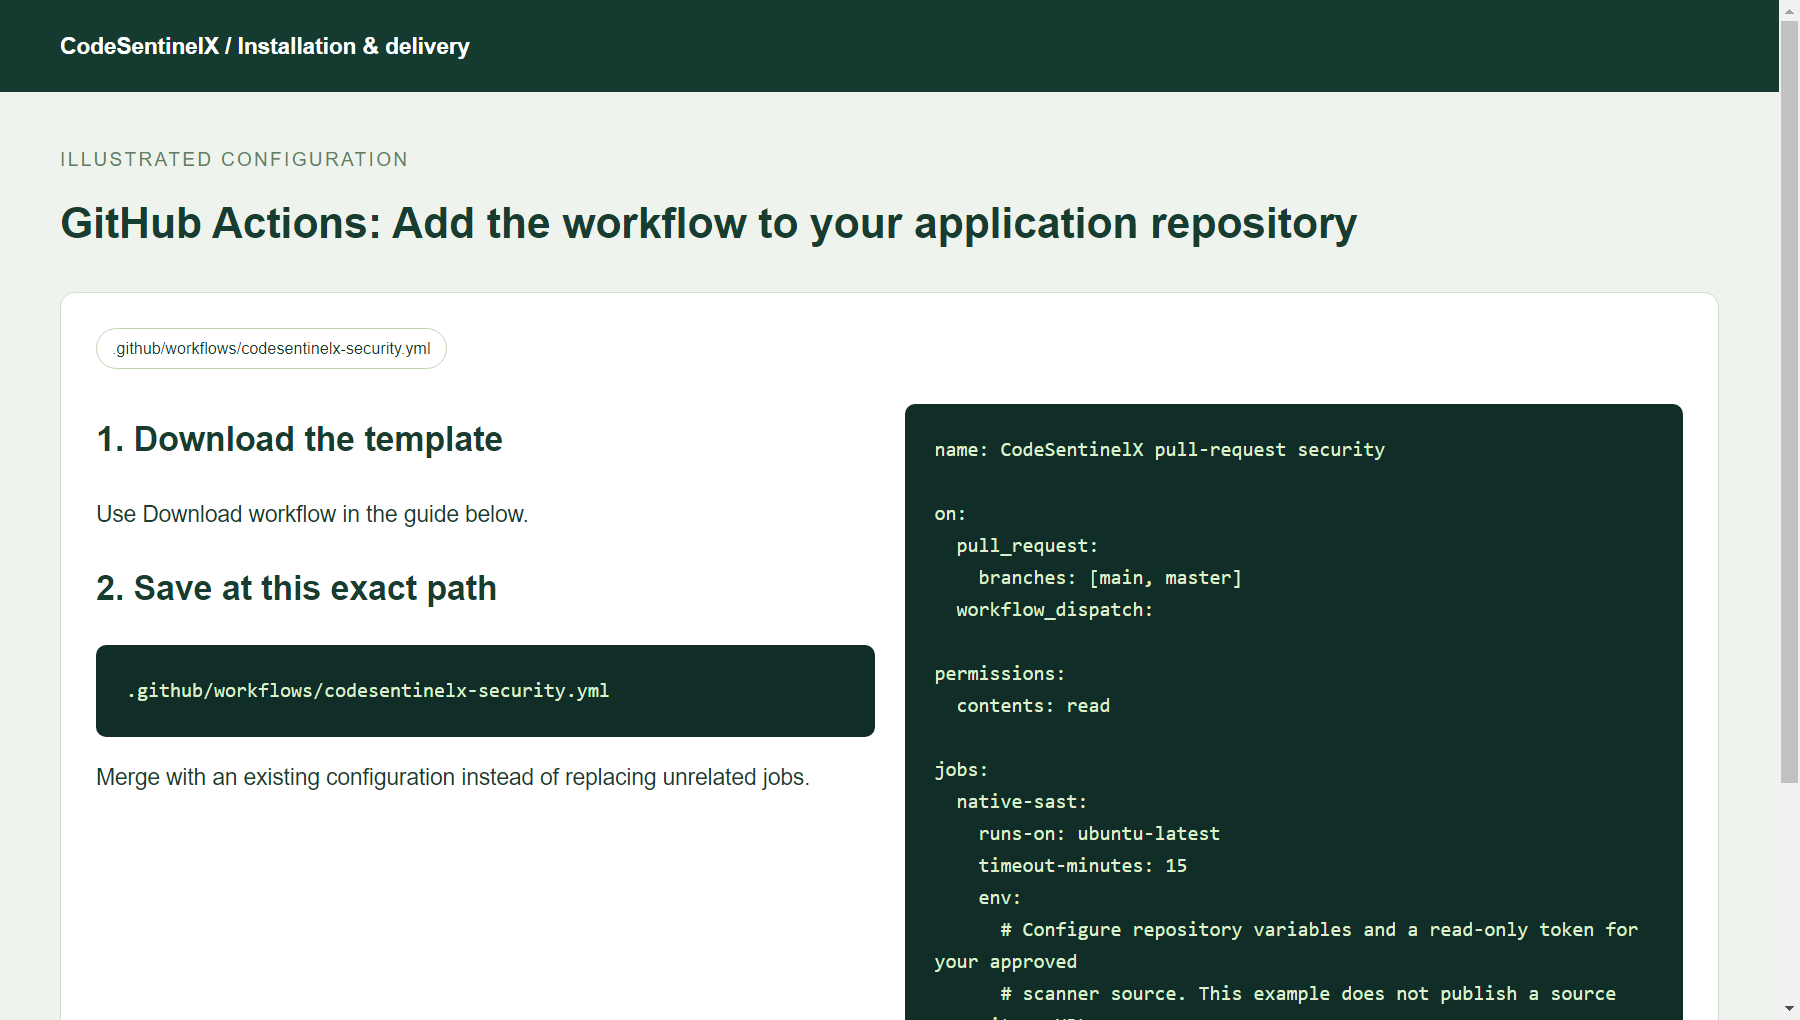 CodeSentinelX / Installation & delivery
ILLUSTRATED CONFIGURATION
GitHub Actions: Add the workflow to your application repository
.github/workflows/codesentinelx-security.yml
1. Download the template
Use Download workflow in the guide below.
2. Save at this exact path
.github/workflows/codesentinelx-security.yml
Merge with an existing configuration instead of replacing unrelated jobs.
name: CodeSentinelX pull-request security
on:
  pull_request:
    branches: [main, master]
  workflow_dispatch:
permissions:
  contents: read
jobs:
  native-sast:
    runs-on: ubuntu-latest
    timeout-minutes: 15
    env:
      # Configure repository variables and a read-only token for
your approved
      # scanner source. This example does not publish a source